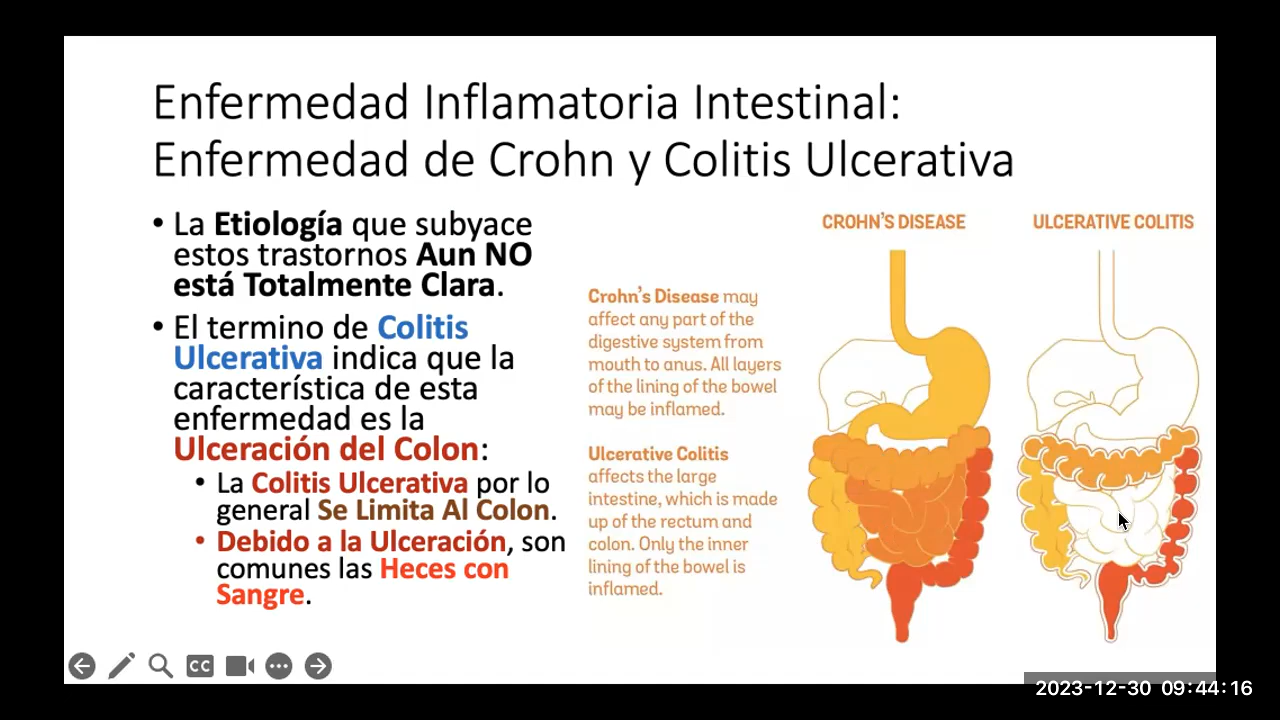 Enfermedad Inflamatoria Intestinal:
Enfermedad de Crohn y Colitis Ulcerativa
• La Etiología que subyace
estos trastornos Aun NO
está Totalmente Clara.
• El termino de Colitis
Ulcerativa indica que la
característica de esta
enfermedad es la
Ulceración del Colon:
• La Colitis Ulcerativa por lo
general Se Limita Al Colon.
• Debido a la Ulceración, son
comunes las Heces con
Sangre.
Crohn's Disease may
affect any part of the
digestive system from
mouth to anus. All layers
of the lining of the bowel
may be inflamed.
Ulcerative Colitis
affects the large
intestine, which is made
up of the rectum and
colon. Only the inner
lining of the bowel is
inflamed.
CROHN'S DISEASE
ULCERATIVE COLITIS
CC
2023-12-30 09:44:16